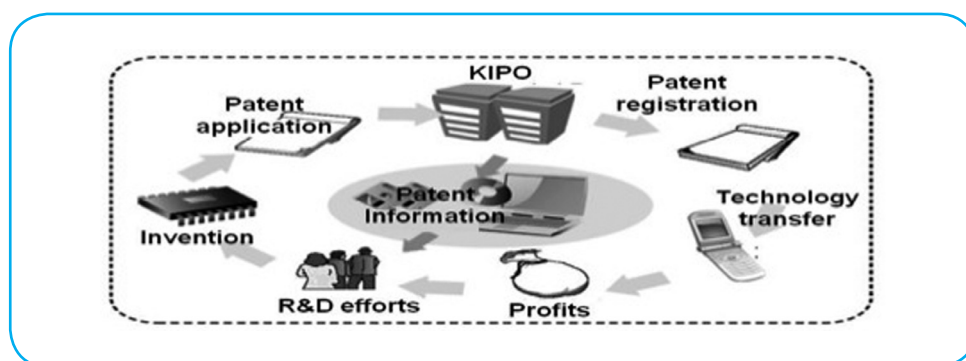 KIPO
Patent
application
Patent
registration
Patent
Information
Technology
transfer
Invention
R&D efforts
Profits